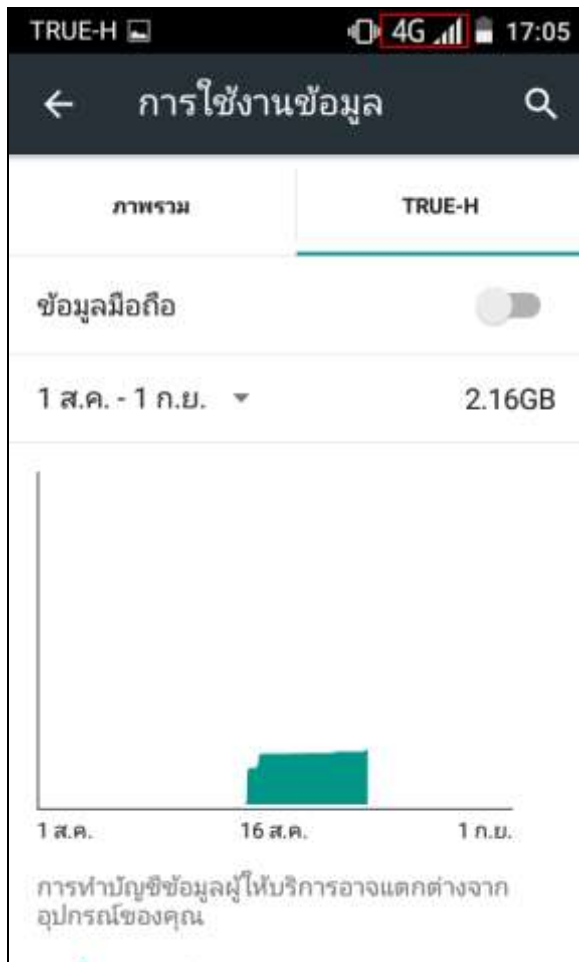 TRUE-H 4G 17:05
การใช้งานข้อมูล
ภาพรวม TRUE-H
ข้อมูลมือถือ
1 ส.ค. - 1 ก.ย. 2.16GB
1 ส.ค. 16 ส.ค. 1 ก.ย.
การทำบัญชีข้อมูลผู้ให้บริการอาจแตกต่างจาก
อุปกรณ์ของคุณ